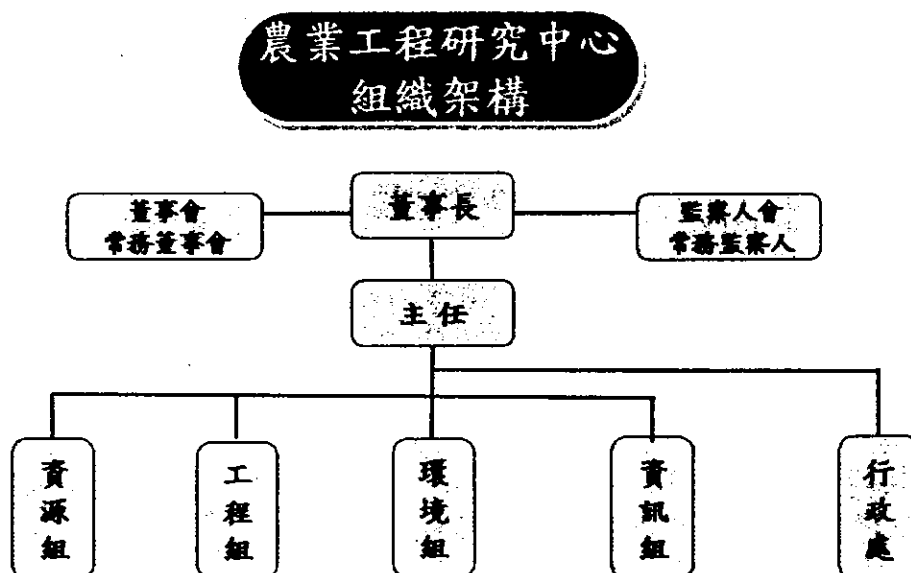 農業工程研究中心
組織架構
董事長
董事會
常務董事會
監察人會
常務監察人
主任
資源組
工程組
環境組
資訊組
行政處